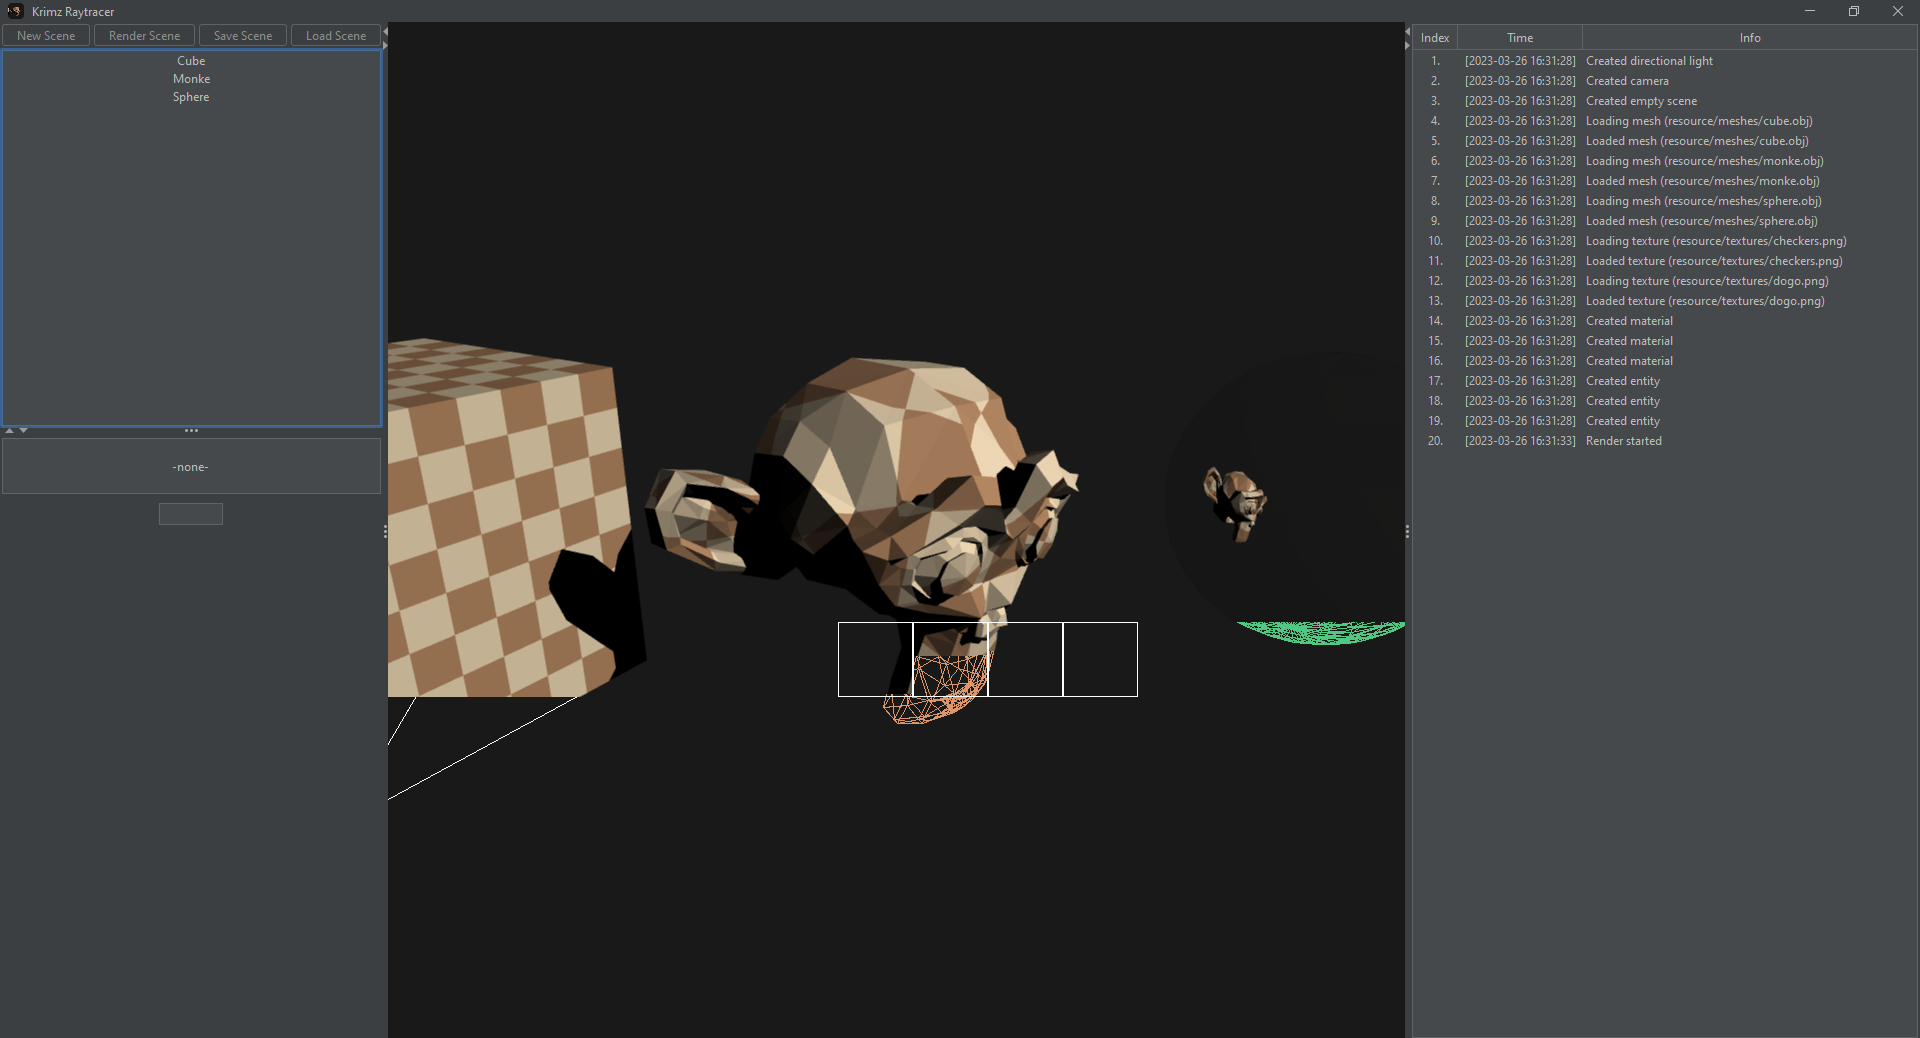 Krimz Raytracer
New Scene Render Scene Save Scene Load Scene
Cube
Monke
Sphere
-none-
Index Time Info
1. [2023-03-26 16:31:28] Created directional light
2. [2023-03-26 16:31:28] Created camera
3. [2023-03-26 16:31:28] Created empty scene
4. [2023-03-26 16:31:28] Loading mesh (resource/meshes/cube.obj)
5. [2023-03-26 16:31:28] Loaded mesh (resource/meshes/cube.obj)
6. [2023-03-26 16:31:28] Loading mesh (resource/meshes/monke.obj)
7. [2023-03-26 16:31:28] Loaded mesh (resource/meshes/monke.obj)
8. [2023-03-26 16:31:28] Loading mesh (resource/meshes/sphere.obj)
9. [2023-03-26 16:31:28] Loaded mesh (resource/meshes/sphere.obj)
10. [2023-03-26 16:31:28] Loading texture (resource/textures/checkers.png)
11. [2023-03-26 16:31:28] Loaded texture (resource/textures/checkers.png)
12. [2023-03-26 16:31:28] Loading texture (resource/textures/dogo.png)
13. [2023-03-26 16:31:28] Loaded texture (resource/textures/dogo.png)
14. [2023-03-26 16:31:28] Created material
15. [2023-03-26 16:31:28] Created material
16. [2023-03-26 16:31:28] Created material
17. [2023-03-26 16:31:28] Created entity
18. [2023-03-26 16:31:28] Created entity
19. [2023-03-26 16:31:28] Created entity
20. [2023-03-26 16:31:33] Render started